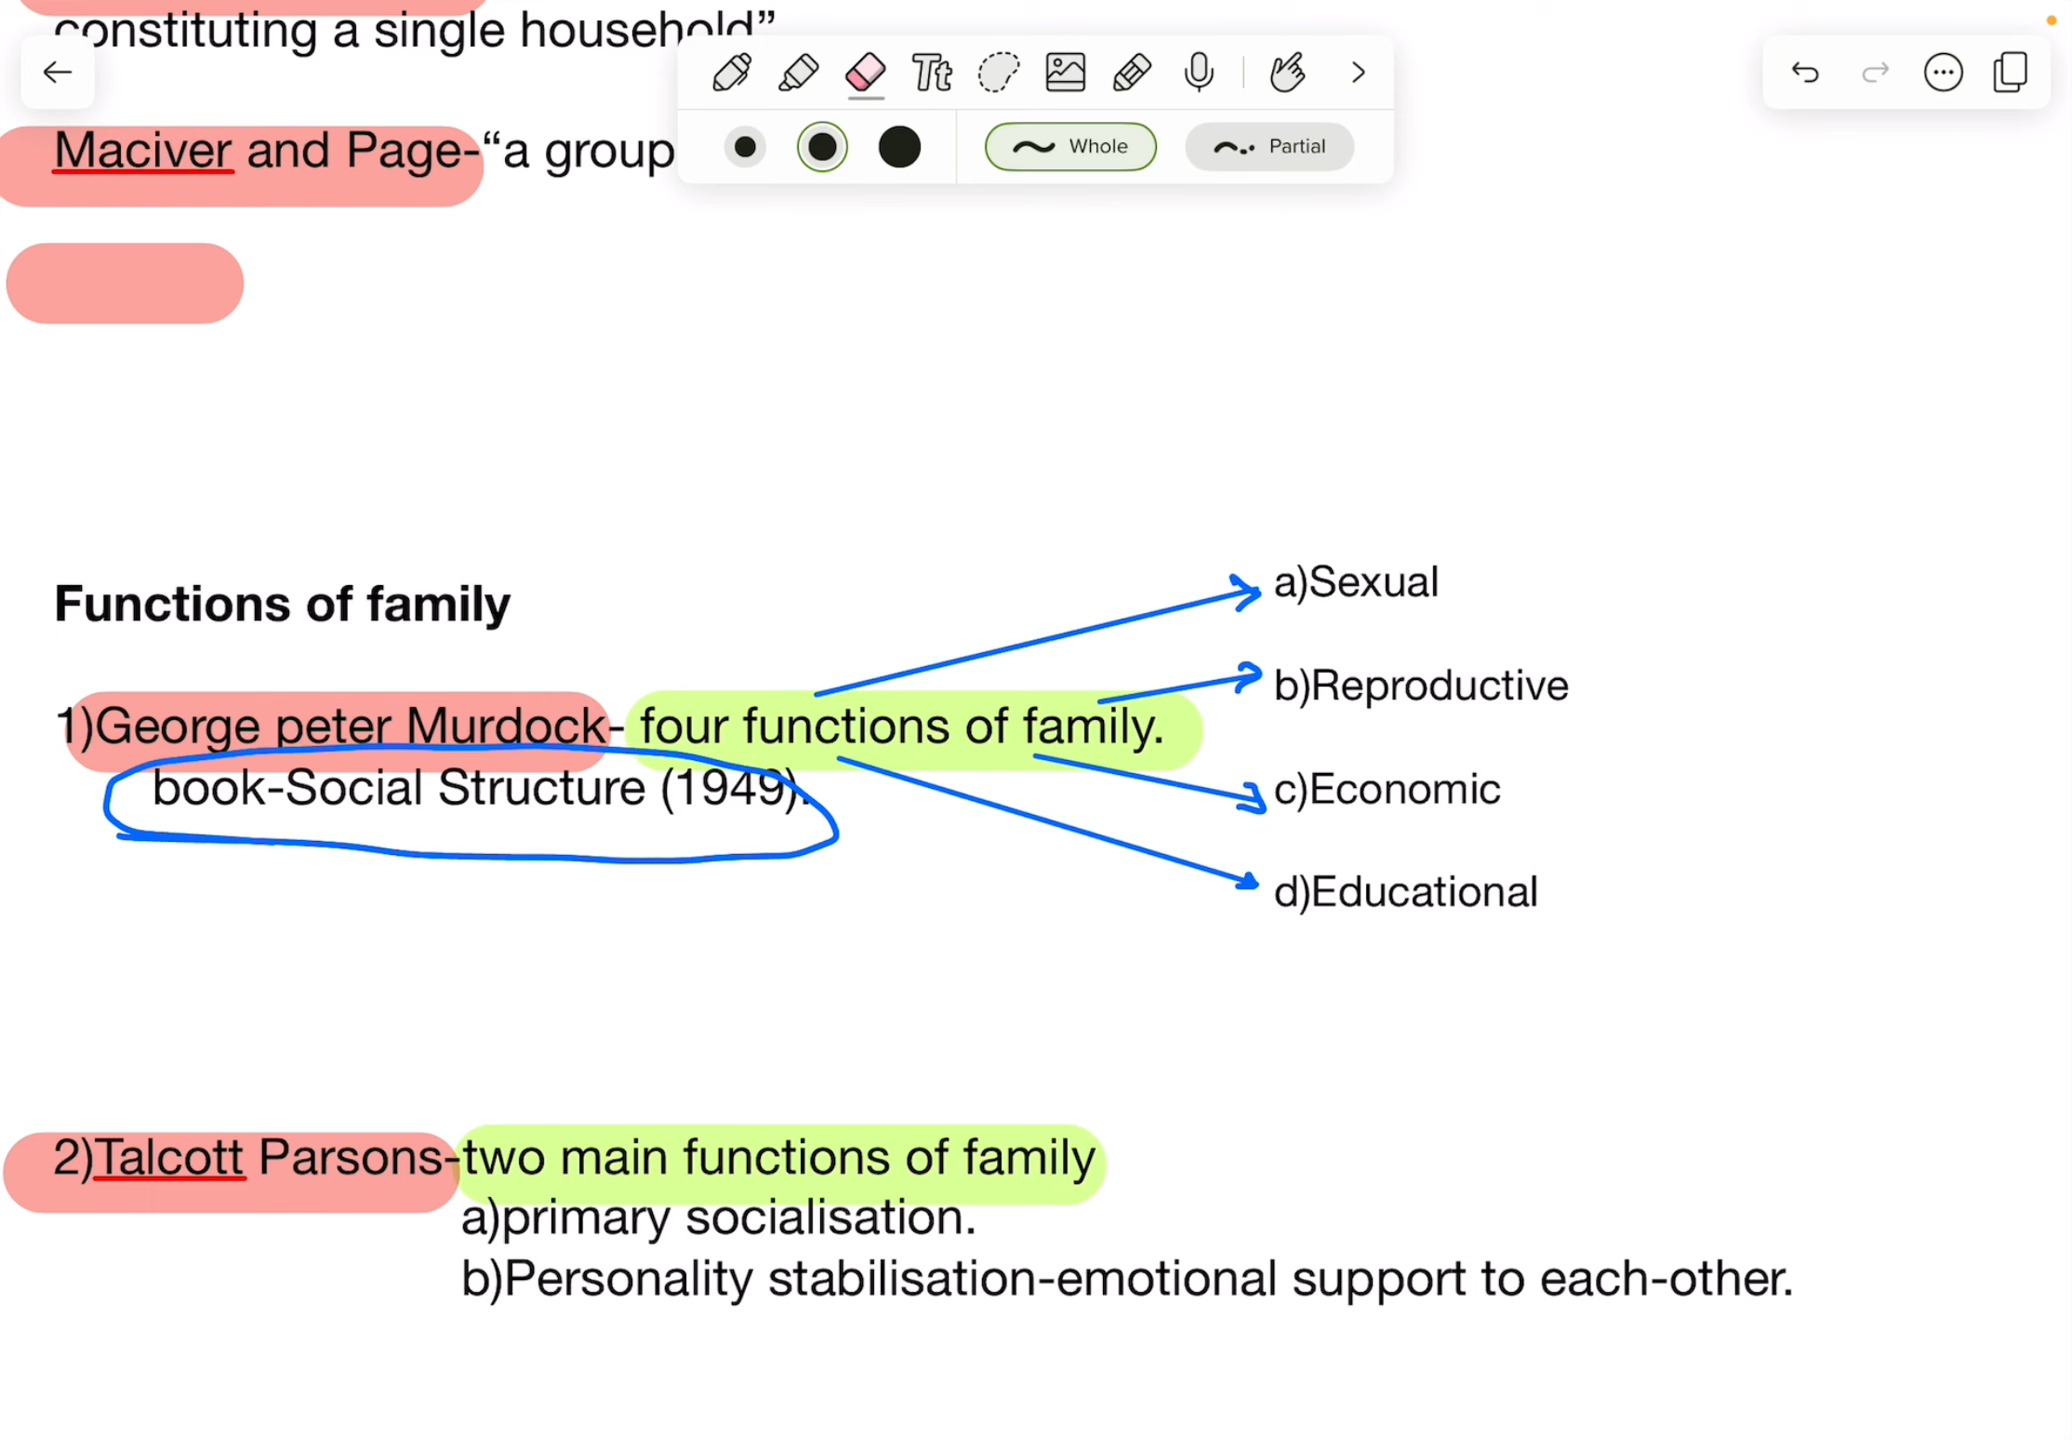 constituting a single household”
Maciver and Page-“a group
Whole
Partial
Functions of family
1)George peter Murdock- four functions of family.
book-Social Structure (1949).
a)Sexual
b)Reproductive
c)Economic
d)Educational
2)Talcott Parsons-two main functions of family
a)primary socialisation.
b)Personality stabilisation-emotional support to each-other.